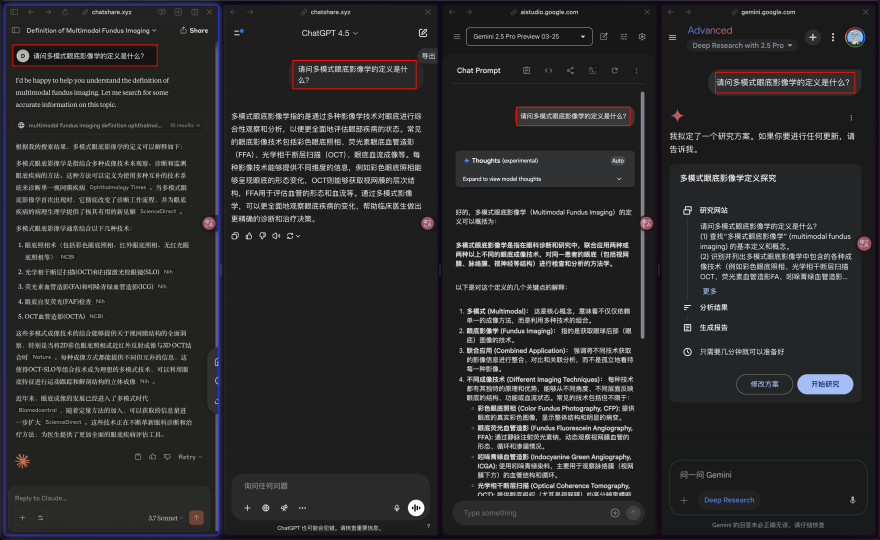 chatshare.xyz
Definition of Multimodal Fundus Imaging
Share
D
请问多模式眼底影像学的定义是什么?
I'd be happy to help you understand the definition of
multimodal fundus imaging. Let me search for some
accurate information on this topic.
multimodal fundus imaging definition ophthalmol...
10 results
根据我的搜索结果，多模式眼底影像学的定义可以解释如下:
多模式眼底影像学是指结合多种成像技术来观察、诊断和监测
眼底疾病的方法。这种方法可以定义为使用多种互补的技术系
统来诊断单一视网膜疾病 Ophthalmology Times 。当多模式眼
底影像学首次出现时，它彻底改变了诊断工作流程，并为眼底
疾病的病理生理学提供了极其有用的新见解 ScienceDirect 。
多模式眼底影像学通常结合以下几种技术:
1. 眼底照相术（包括彩色眼底照相、红外眼底照相、无红光眼
底照相等） NCBI
2. 光学相干断层扫描(OCT)和扫描激光检眼镜(SLO) Nih
3. 荧光素血管造影(FA)和吲哚菁绿血管造影(ICG) Nih
4. 眼底自发荧光(FAF)检查 Nih
5. OCT血管造影(OCTA) NCBI
这些多种模式成像技术的结合能够提供关于视网膜结构的全面洞
察，特别是当将2D彩色眼底照相或近红外反射成像与3D OCT结
合时 Nature 。每种成像方式都能提供不同但互补的信息，这
使得OCT-SLO等组合技术成为理想的多模式技术，可以利用眼
底特征进行运动跟踪和解剖结构的立体成像 Nih 。
近年来，眼底成像的发展已经进入了多模式时代
Biomedcentral ，随着定量方法的加入，可以获取的信息量进
一步扩大 ScienceDirect 。这些技术正在不断革新眼科诊断和治
疗方法，为医生提供了更加全面的眼底疾病评估工具。
Retry
Reply to Claude...
3.7 Sonnet
chatshare.xyz
ChatGPT 4.5
导出
请问多模式眼底影像学的定义是什
么?
多模式眼底影像学指的是通过多种影像学技术对眼底进行综
合性观察和分析，以便更全面地评估眼部疾病的状态。常见
的眼底影像技术包括彩色眼底照相、荧光素眼底血管造影
（FFA）、光学相干断层扫描（OCT）、眼底血流成像等。每
种影像技术能够提供不同维度的信息，例如彩色眼底照相能
够呈现眼底的形态变化，OCT则能够获取视网膜的层次结
构，FFA用于评估血管的形态和血流等。通过多模式影像
学，可以更全面地观察眼底疾病的变化，帮助临床医生做出
更精确的诊断和治疗决策。
询问任何问题
ChatGPT 也可能会犯错。请核查重要信息。
?
aistudio.google.com
Gemini 2.5 Pro Preview 03-25
Chat Prompt
请问多模式眼底影像学的定义是什么?
Thoughts (experimental)
Auto
Expand to view model thoughts
好的，多模式眼底影像学（Multimodal Fundus Imaging）的定
义可以概括为:
多模式眼底影像学是指在眼科诊断和研究中，联合应用两种或
两种以上不同的眼底成像技术，对同一患者的眼底（包括视网
膜、脉络膜、视神经等结构）进行检查和分析的方法学。
以下是对这个定义的几个关键点的解释:
1. 多模式 (Multimodal)： 这是核心概念，意味着不仅仅依赖
单一的成像方法，而是利用多种技术的组合。
2. 眼底影像学 (Fundus Imaging)： 指的是获取眼球后部（眼
底）图像的技术。
3. 联合应用 (Combined Application)： 强调将不同技术获取
的影像信息进行整合、对比和关联分析，而不是孤立地看待
每一种影像。
4. 不同成像技术 (Different Imaging Techniques)： 每种技术
都有其独特的原理和优势，能够从不同角度、不同层面反映
眼底的结构、功能或血流状态。常见的技术包括但不限于:
彩色眼底照相 (Color Fundus Photography, CFP): 提供
眼底的真实彩色图像，显示整体结构和明显的病变。
眼底荧光血管造影 (Fundus Fluorescein Angiography,
FFA): 通过静脉注射荧光素钠，动态观察视网膜血管的
形态、循环和渗漏情况。
吲哚菁绿血管造影 (Indocyanine Green Angiography,
ICGA): 使用吲哚菁绿染料，主要用于观察脉络膜（视网
膜下方）的血管结构和循环。
光学相干断层扫描 (Optical Coherence Tomography,
Type something
gemini.google.com
Advanced
Deep Research with 2.5 Pro
请问多模式眼底影像学的定义是什么?
我拟定了一个研究方案。如果你要进行任何更新，请
告诉我。
多模式眼底影像学定义探究
研究网站
请问多模式眼底影像学的定义是什么?
(1) 查找"多模式眼底影像学" (multimodal fundus
imaging) 的基本定义和概念。
(2) 识别并列出多模式眼底影像学中包含的各种成
像技术（例如彩色眼底照相、光学相干断层扫描
OCT、荧光素血管造影FA、吲哚菁绿血管造影...
更多
分析结果
生成报告
只需要几分钟就可以准备好
修改方案
开始研究
问一问 Gemini
Deep Research
Gemini 的回答未必正确无误，请仔细核查